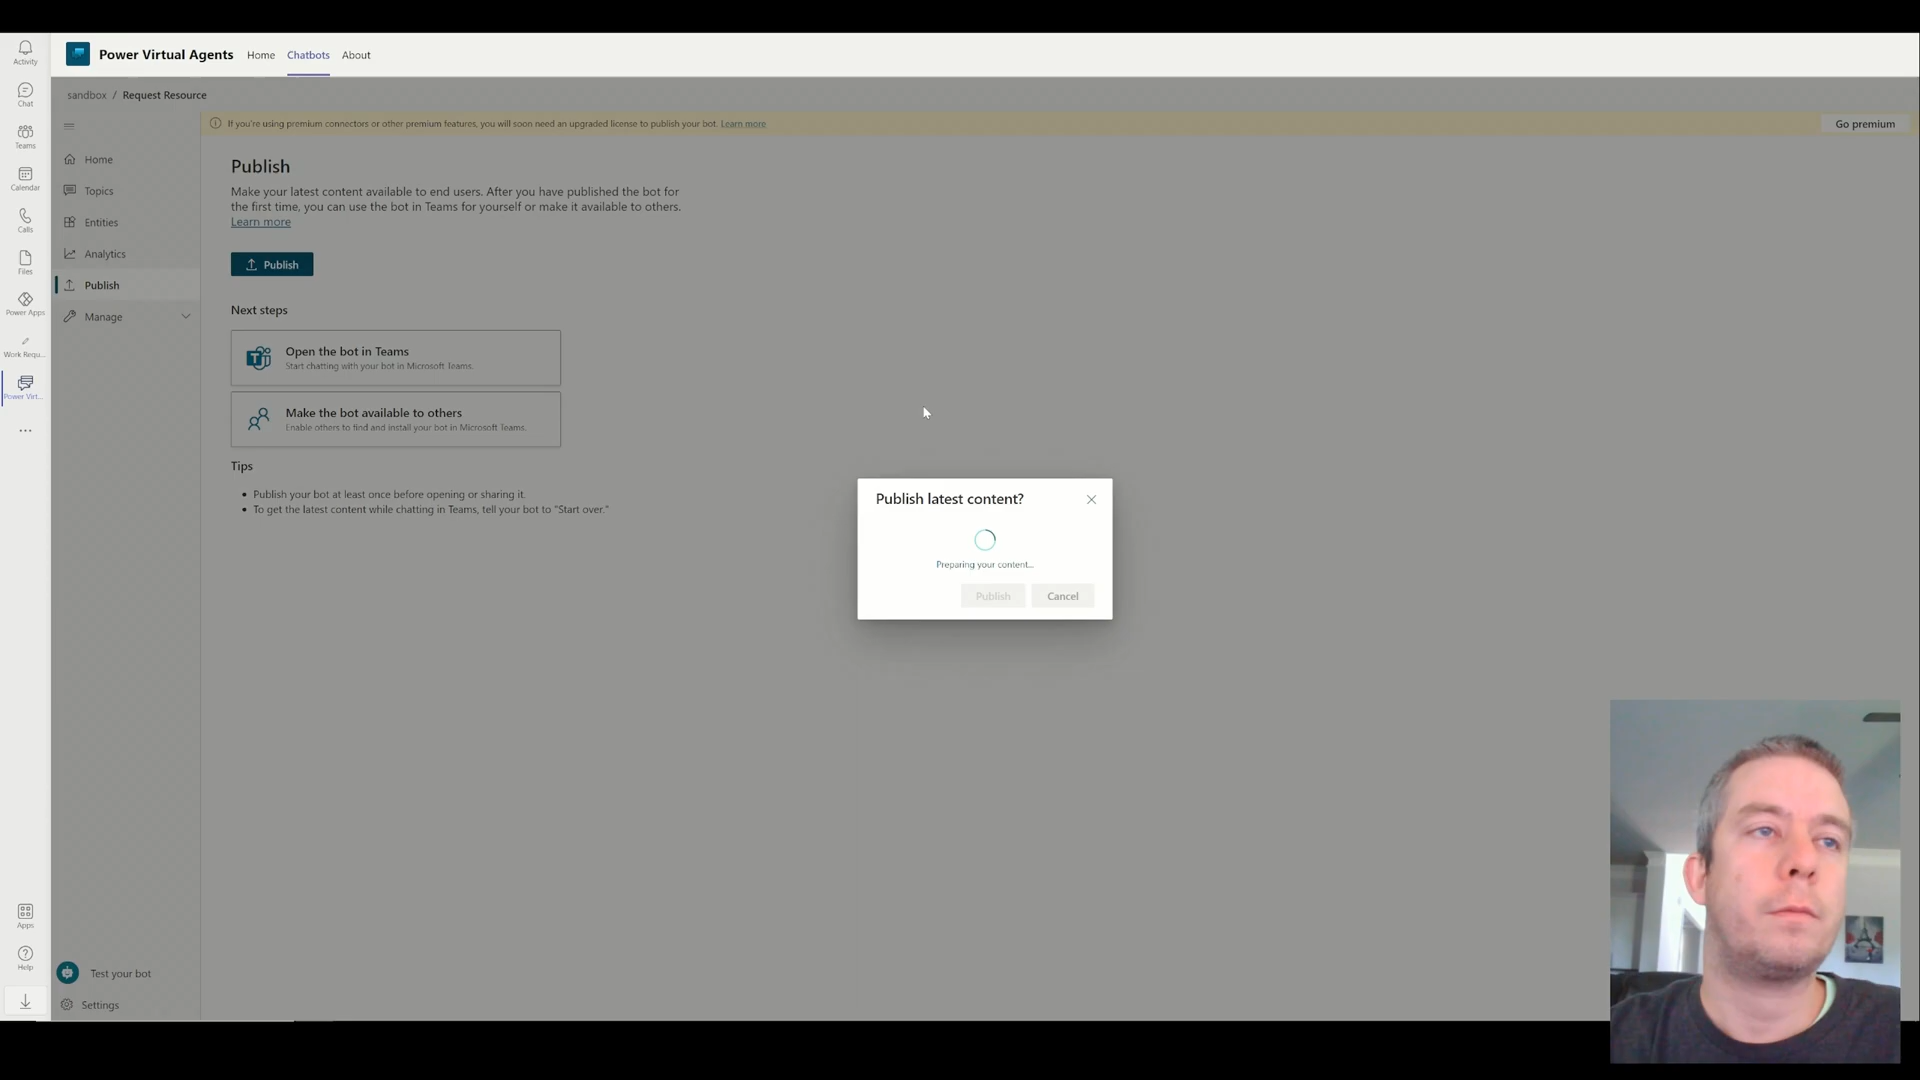 Activity
Chat
Teams
Calendar
Calls
Files
Power Apps
Work Requ...
Power Virt...
Apps
Help
Power Virtual Agents
Home
Chatbots
About
sandbox / Request Resource
Home
Topics
Entities
Analytics
Publish
Manage
Test your bot
Settings
If you're using premium connectors or other premium features, you will soon need an upgraded license to publish your bot. Learn more
Go premium
Publish
Make your latest content available to end users. After you have published the bot for
the first time, you can use the bot in Teams for yourself or make it available to others.
Learn more
Publish
Next steps
Open the bot in Teams
Start chatting with your bot in Microsoft Teams.
Make the bot available to others
Enable others to find and install your bot in Microsoft Teams.
Tips
• Publish your bot at least once before opening or sharing it.
• To get the latest content while chatting in Teams, tell your bot to "Start over."
Publish latest content?
Preparing your content...
Publish
Cancel